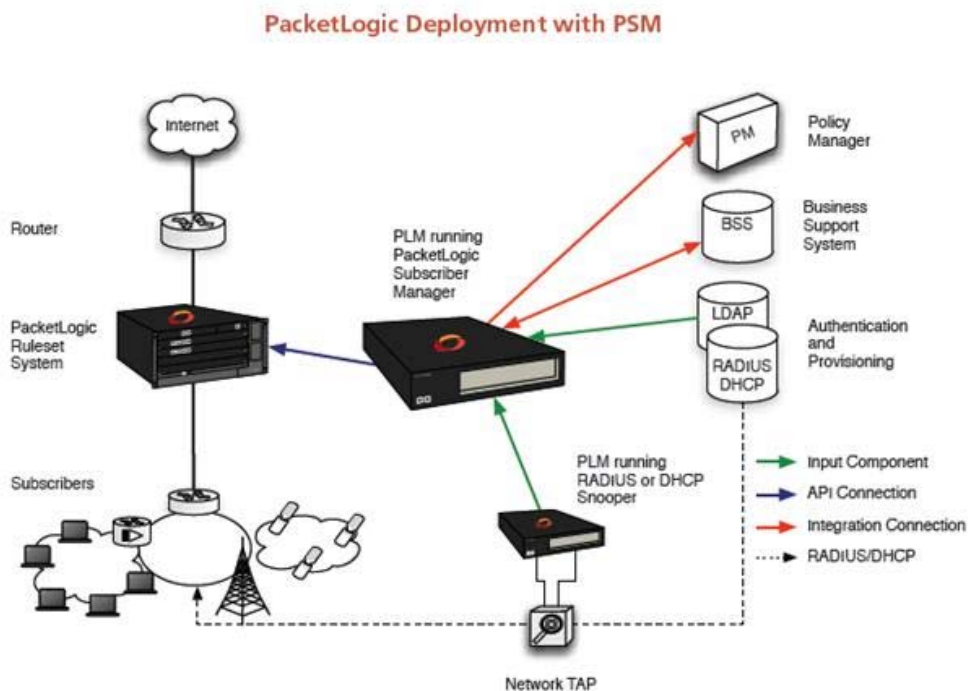 PacketLogic Deployment with PSM
Internet
Router
PacketLogic
Ruleset
System
Subscribers
PLM running
PacketLogic
Subscriber
Manager
PM
Policy
Manager
BSS
Business
Support
System
LDAP
RADIUS
DHCP
Authentication
and
Provisioning
PLM running
RADIUS or DHCP
Snooper
Input Component
API Connection
Integration Connection
RADIUS/DHCP
Network TAP